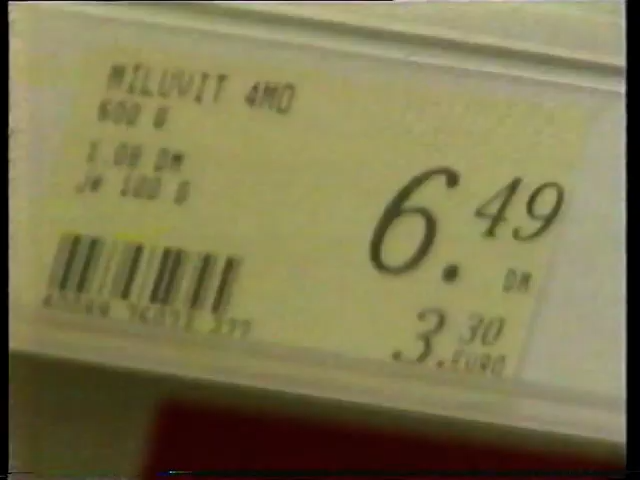 MILUVIT 4MO
600 G
1.08 DM
Je 100 G
6.49
DM
3.30
EURO